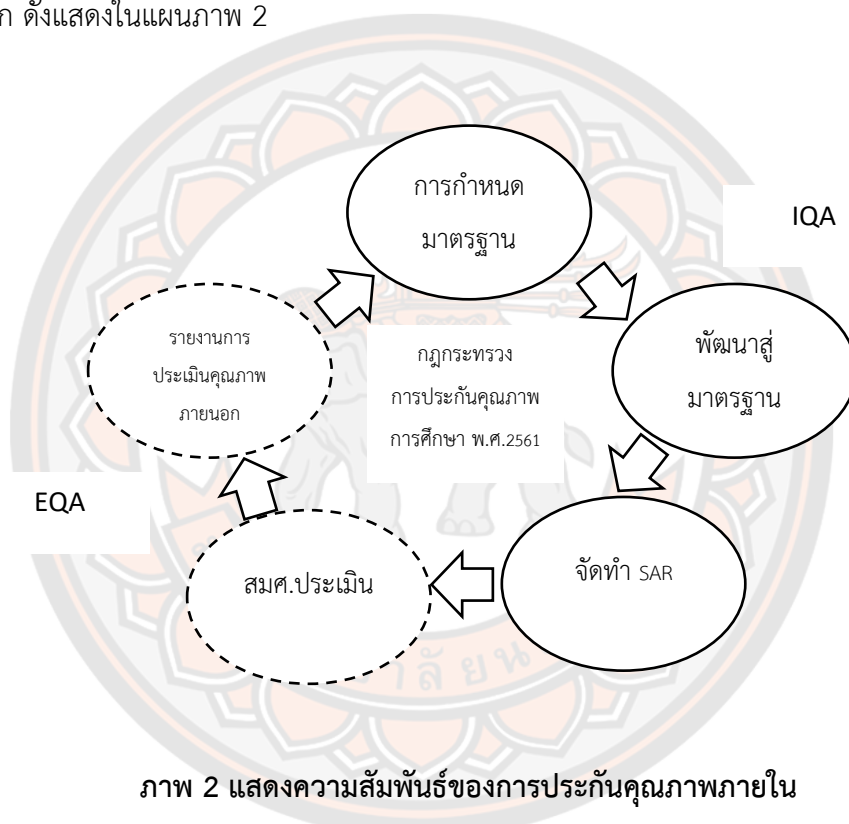 ก ดังแสดงในแผนภาพ 2
การกำหนด
มาตรฐาน
IQA
รายงานการ
ประเมินคุณภาพ
ภายนอก
กฎกระทรวง
การประกันคุณภาพ
การศึกษา พ.ศ.2561
พัฒนาสู่
มาตรฐาน
EQA
สมศ.ประเมิน
จัดทำ SAR
ภาพ 2 แสดงความสัมพันธ์ของการประกันคุณภาพภายใน